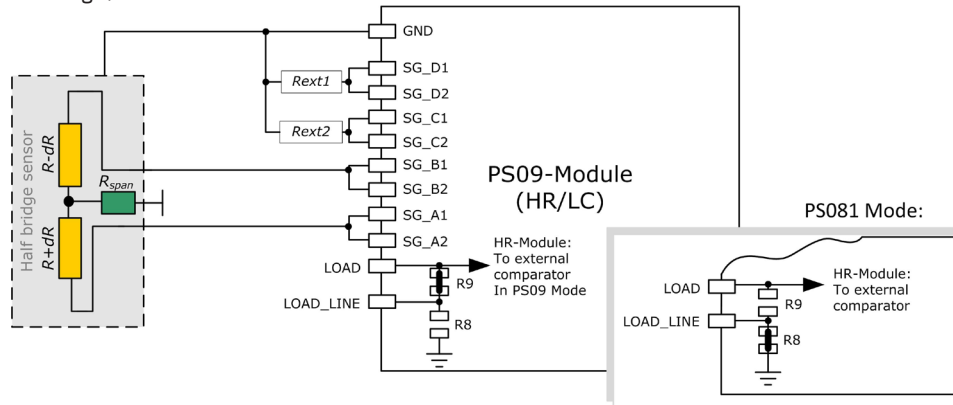 GND
SG_D1
Rext1
SG_D2
SG_C1
Rext2
SG_C2
SG_B1
SG_B2
SG_A1
SG_A2
LOAD
LOAD_LINE
Half bridge sensor
R-dR
Rspan
R+dR
PS09-Module
(HR/LC)
HR-Module:
To external
comparator
In PS09 Mode
R9
R8
PS081 Mode:
LOAD
LOAD_LINE
HR-Module:
To external
comparator
R9
R8